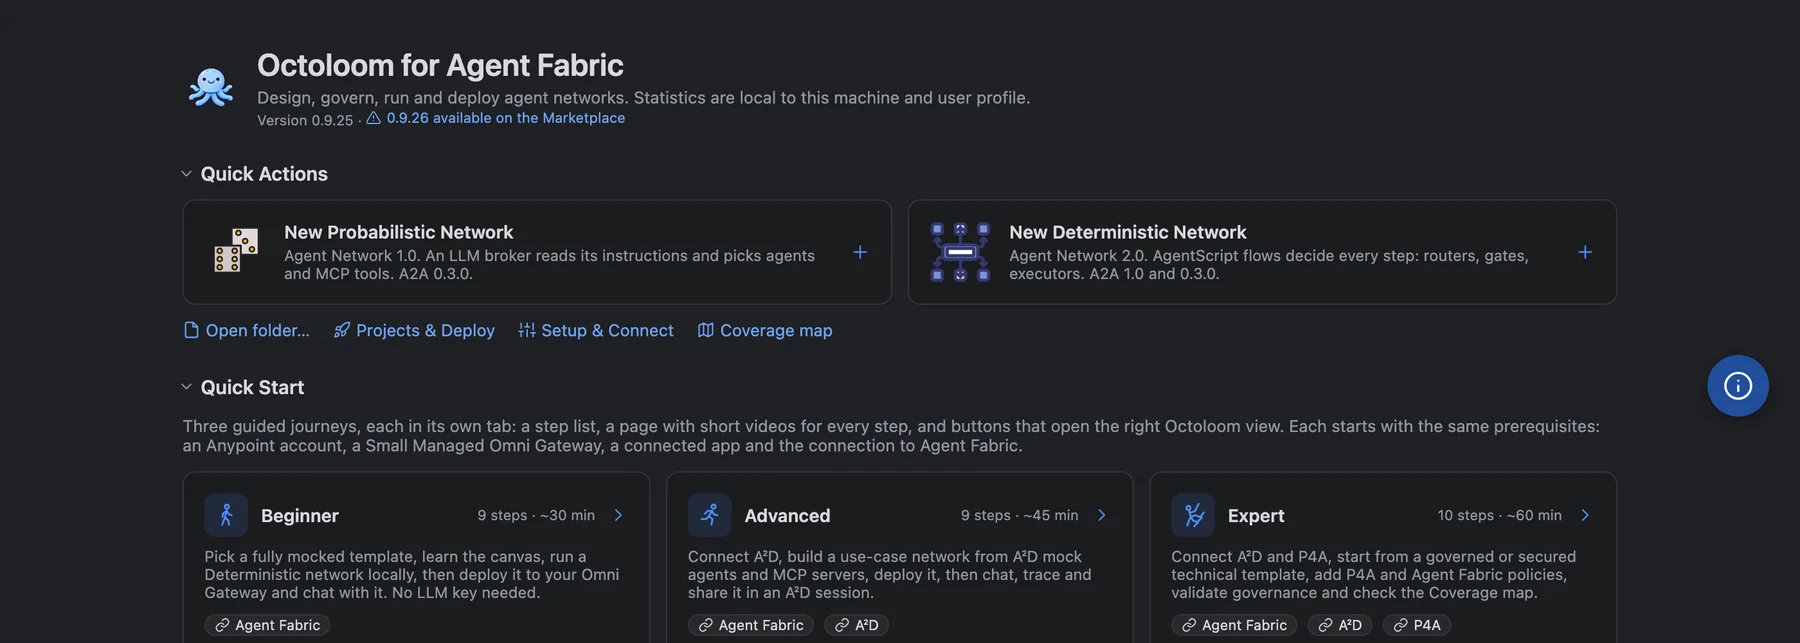 Octoloom for Agent Fabric
Design, govern, run and deploy agent networks. Statistics are local to this machine and user profile.
Version 0.9.25 · 0.9.26 available on the Marketplace
Quick Actions
New Probabilistic Network
Agent Network 1.0. An LLM broker reads its instructions and picks agents
and MCP tools. A2A 0.3.0.
New Deterministic Network
Agent Network 2.0. AgentScript flows decide every step: routers, gates,
executors. A2A 1.0 and 0.3.0.
Open folder... Projects & Deploy Setup & Connect Coverage map
Quick Start
Three guided journeys, each in its own tab: a step list, a page with short videos for every step, and buttons that open the right Octoloom view. Each starts with the same prerequisites:
an Anypoint account, a Small Managed Omni Gateway, a connected app and the connection to Agent Fabric.
Beginner 9 steps · ~30 min
Pick a fully mocked template, learn the canvas, run a
Deterministic network locally, then deploy it to your Omni
Gateway and chat with it. No LLM key needed.
Agent Fabric
Advanced 9 steps · ~45 min
Connect A²D, build a use-case network from A²D mock
agents and MCP servers, deploy it, then chat, trace and
share it in an A²D session.
Agent Fabric A²D
Expert 10 steps · ~60 min
Connect A²D and P4A, start from a governed or secured
technical template, add P4A and Agent Fabric policies,
validate governance and check the Coverage map.
Agent Fabric A²D P4A